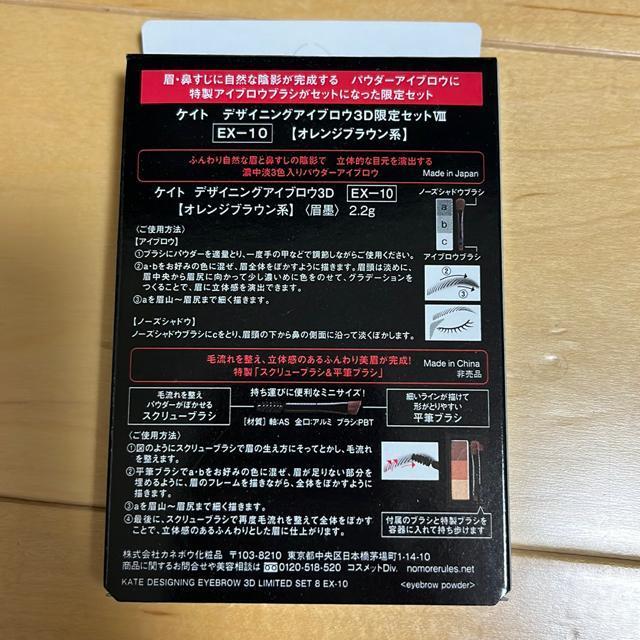 眉・鼻すじに自然な陰影が完成する パウダーアイブロウに
特製アイブロウブラシがセットになった限定セット
ケイト デザイニングアイブロウ3D限定セットⅧ
EX-10 【オレンジブラウン系】
ふんわり自然な眉と鼻すじの陰影で 立体的な目元を演出する
濃中淡3色入りパウダーアイブロウ
Made in Japan
ケイト デザイニングアイブロウ3D EX-10
【オレンジブラウン系】〈眉墨〉 2.2g
ノーズシャドウブラシ
a
b
c
アイブロウブラシ
〈ご使用方法〉
【アイブロウ】
①ブラシにパウダーを適量とり、一度手の甲などで調節しながらご使用ください。
②a・bをお好みの色に混ぜ、眉全体をぼかすように描きます。眉頭は淡めに、
眉中央から眉尻に向かって少し濃いめに色をのせて、グラデーションを
つくることで、眉に立体感を演出できます。
③aを眉山～眉尻まで細く描きます。
②
③
【ノーズシャドウ】
ノーズシャドウブラシにcをとり、眉頭の下から鼻の側面に沿って淡くぼかします。
毛流れを整え、立体感のあるふんわり美眉が完成!
特製「スクリューブラシ&平筆ブラシ」
Made in China
非売品
毛流れを整え
パウダーがぼかせる
スクリューブラシ
持ち運びに便利なミニサイズ!
[材質] 軸:AS 金口:アルミ ブラシ:PBT
細いラインが描けて
形がとりやすい
平筆ブラシ
〈ご使用方法〉
①図のようにスクリューブラシで眉の生え方にそってとかし、毛流れ
を整えます。
②平筆ブラシでa・bをお好みの色に混ぜ、眉が足りない部分を
埋めるように、眉のフレームを描きながら、全体をぼかすように
描きます。
③aを眉山～眉尻まで細く描きます。
④最後に、スクリューブラシで再度毛流れを整えて全体をぼかす
ことで、立体感のあるふんわりとした眉に仕上がります。
付属のブラシと特製ブラシを
容器に入れて持ち歩けます
株式会社カネボウ化粧品 〒103-8210 東京都中央区日本橋茅場町1-14-10
商品に関するお問合せや美容相談は 0120-518-520 コスメットDiv. nomorerules.net
KATE DESIGNING EYEBROW 3D LIMITED SET 8 EX-10
<eyebrow powder>